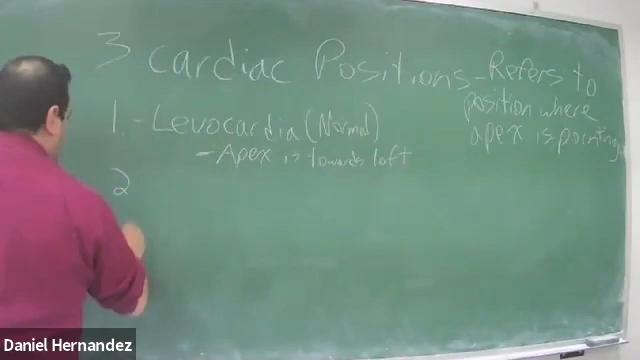 3 Cardiac Positions - Refers to
position where
apex is pointing
1. - Levocardia (Normal)
- Apex is towards left
2
Daniel Hernandez